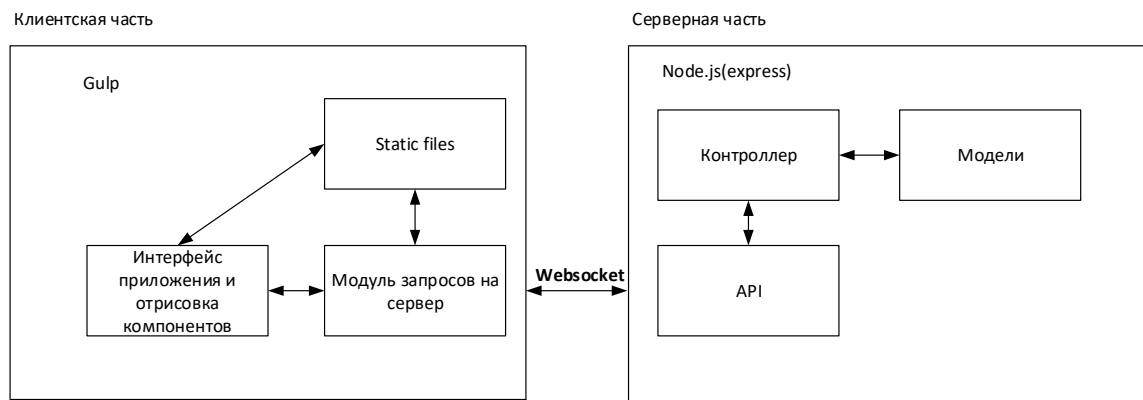 Клиентская часть
Серверная часть
Gulp
Node.js(express)
Static files
Контроллер
Модели
Интерфейс
приложения и
отрисовка
компонентов
Модуль запросов на
сервер
Websocket
API